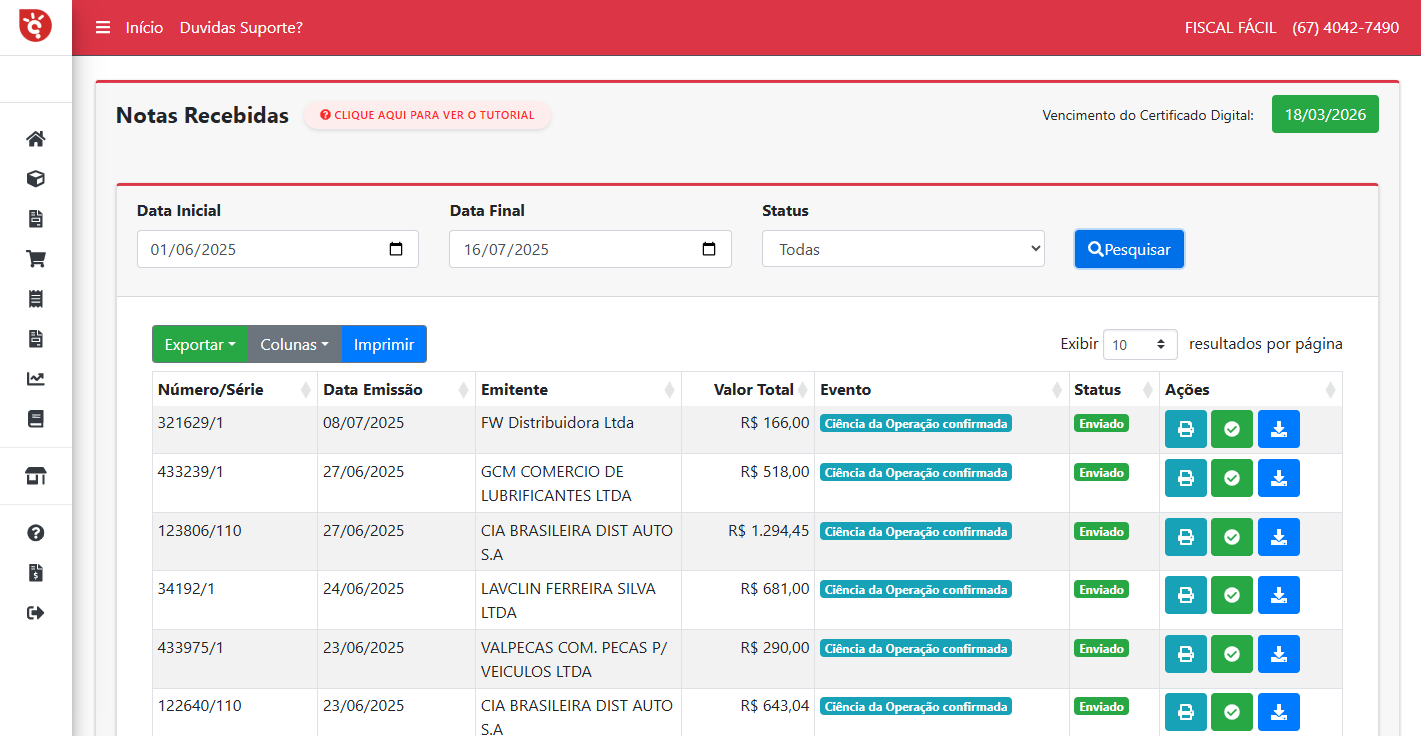 Início Duvidas Suporte? FISCAL FÁCIL (67) 4042-7490
Notas Recebidas CLIQUE AQUI PARA VER O TUTORIAL Vencimento do Certificado Digital: 18/03/2026
Data Inicial Data Final Status
01/06/2025 16/07/2025 Todas Pesquisar
Exportar Colunas Imprimir Exibir 10 resultados por página
Número/Série Data Emissão Emitente Valor Total Evento Status Ações
321629/1 08/07/2025 FW Distribuidora Ltda R$ 166,00 Ciência da Operação confirmada Enviado
433239/1 27/06/2025 GCM COMERCIO DE R$ 518,00 Ciência da Operação confirmada Enviado
LUBRIFICANTES LTDA
123806/110 27/06/2025 CIA BRASILEIRA DIST AUTO R$ 1.294,45 Ciência da Operação confirmada Enviado
S.A
34192/1 24/06/2025 LAVCLIN FERREIRA SILVA R$ 681,00 Ciência da Operação confirmada Enviado
LTDA
433975/1 23/06/2025 VALPECAS COM. PECAS P/ R$ 290,00 Ciência da Operação confirmada Enviado
VEICULOS LTDA
122640/110 23/06/2025 CIA BRASILEIRA DIST AUTO R$ 643,04 Ciência da Operação confirmada Enviado
S.A